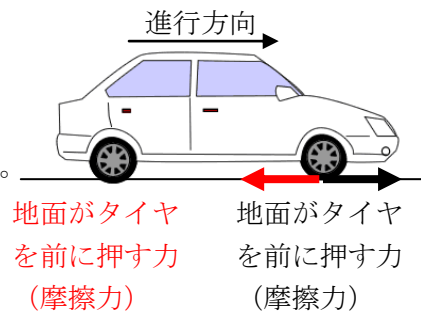 進行方向
。
地面がタイヤ
を前に押す力
（摩擦力）
地面がタイヤ
を前に押す力
（摩擦力）